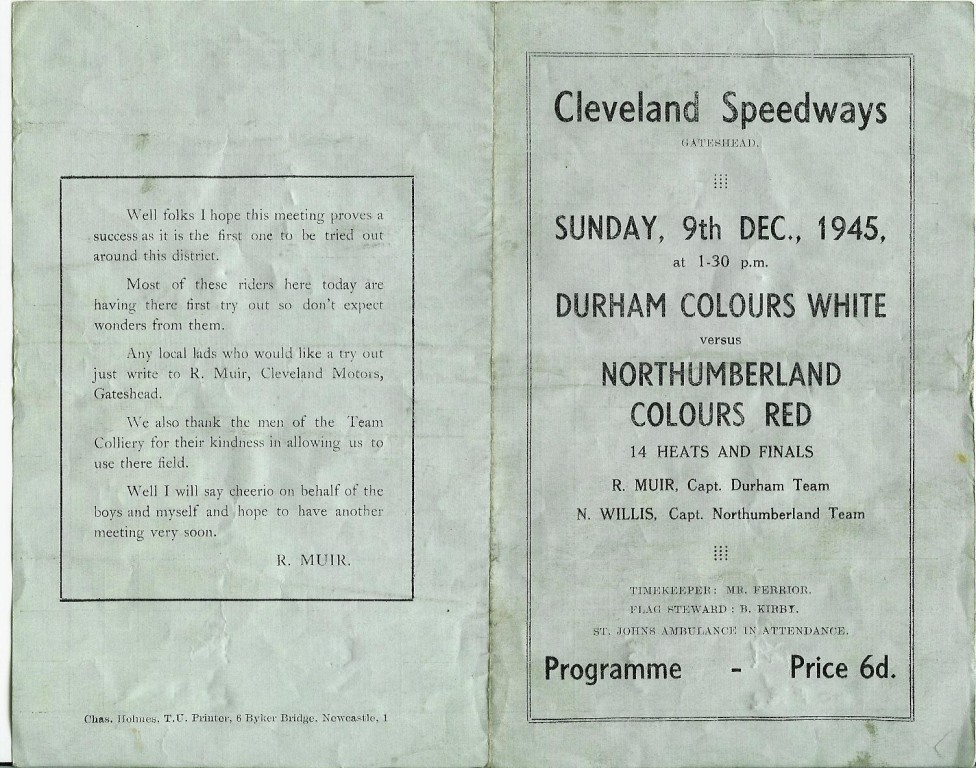 Well folks I hope this meeting proves a
success as it is the first one to be tried out
around this district.
Most of these riders here today are
having there first try out so don't expect
wonders from them.
Any local lads who would like a try out
just write to R. Muir, Cleveland Motors,
Gateshead.
We also thank the men of the Team
Colliery for their kindness in allowing us to
use there field.
Well I will say cheerio on behalf of the
boys and myself and hope to have another
meeting very soon.
R. MUIR.
Chas. Holmes, T.U. Printer, 6 Byker Bridge, Newcastle, 1
Cleveland Speedways
GATESHEAD.
SUNDAY, 9th DEC., 1945,
at 1-30 p.m.
DURHAM COLOURS WHITE
versus
NORTHUMBERLAND
COLOURS RED
14 HEATS AND FINALS
R. MUIR, Capt. Durham Team
N. WILLIS, Capt. Northumberland Team
TIMEKEEPER: MR. FERRIOR.
FLAG STEWARD: B. KIRBY.
ST. JOHNS AMBULANCE IN ATTENDANCE.
Programme - Price 6d.